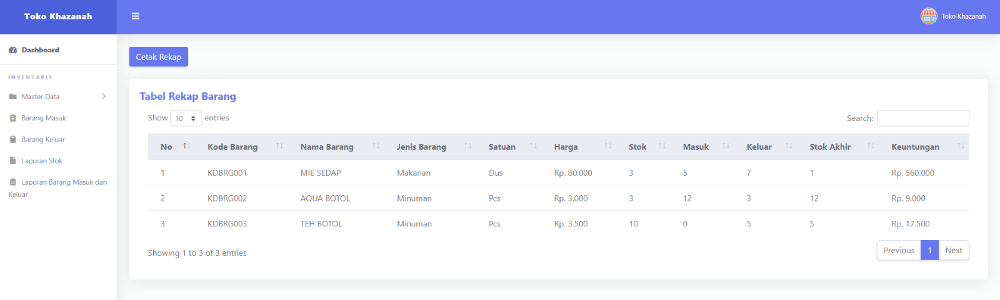 Toko Khazanah
Toko Khazanah
Dashboard
INVENTARIS
Master Data
Barang Masuk
Barang Keluar
Laporan Stok
Laporan Barang Masuk dan
Keluar
Cetak Rekap
Tabel Rekap Barang
Show 10 entries
Search:
No Kode Barang Nama Barang Jenis Barang Satuan Harga Stok Masuk Keluar Stok Akhir Keuntungan
1 KDBRG001 MIE SEDAP Makanan Dus Rp. 80.000 3 5 7 1 Rp. 560.000
2 KDBRG002 AQUA BOTOL Minuman Pcs Rp. 3.000 3 12 3 12 Rp. 9.000
3 KDBRG003 TEH BOTOL Minuman Pcs Rp. 3.500 10 0 5 5 Rp. 17.500
Showing 1 to 3 of 3 entries
Previous 1 Next